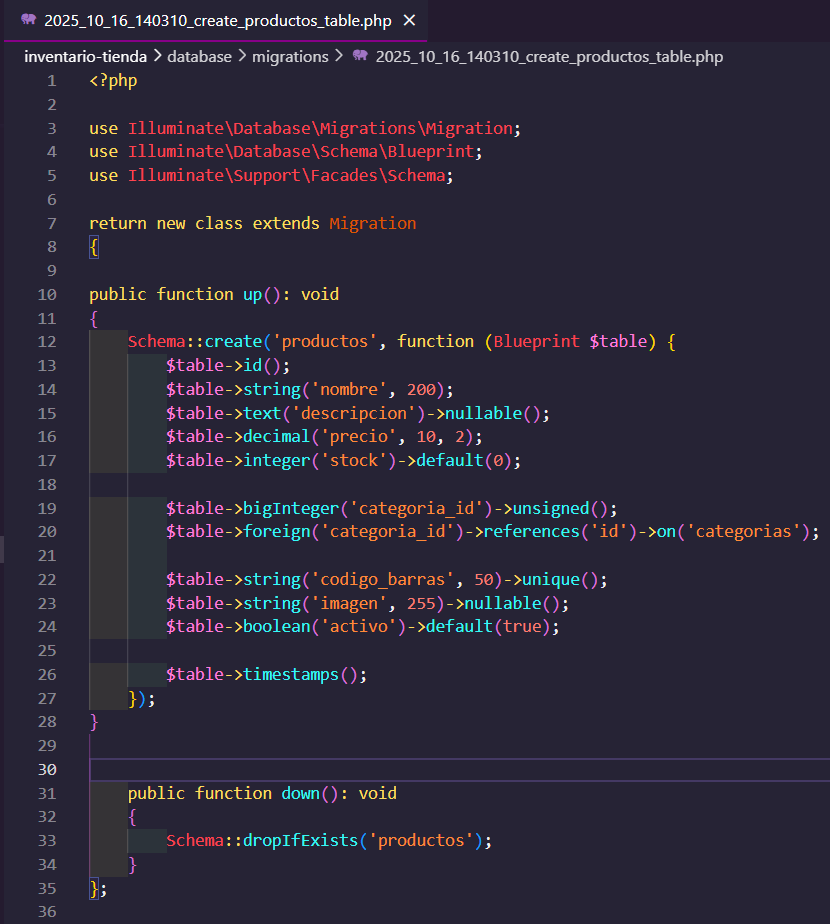 2025_10_16_140310_create_productos_table.php ×
inventario-tienda > database > migrations > 2025_10_16_140310_create_productos_table.php
1 <?php
2
3 use Illuminate\Database\Migrations\Migration;
4 use Illuminate\Database\Schema\Blueprint;
5 use Illuminate\Support\Facades\Schema;
6
7 return new class extends Migration
8 {
9
10 public function up(): void
11 {
12     Schema::create('productos', function (Blueprint $table) {
13         $table->id();
14         $table->string('nombre', 200);
15         $table->text('descripcion')->nullable();
16         $table->decimal('precio', 10, 2);
17         $table->integer('stock')->default(0);
18
19         $table->bigInteger('categoria_id')->unsigned();
20         $table->foreign('categoria_id')->references('id')->on('categorias');
21
22         $table->string('codigo_barras', 50)->unique();
23         $table->string('imagen', 255)->nullable();
24         $table->boolean('activo')->default(true);
25
26         $table->timestamps();
27     });
28 }
29
30
31     public function down(): void
32     {
33         Schema::dropIfExists('productos');
34     }
35 };
36